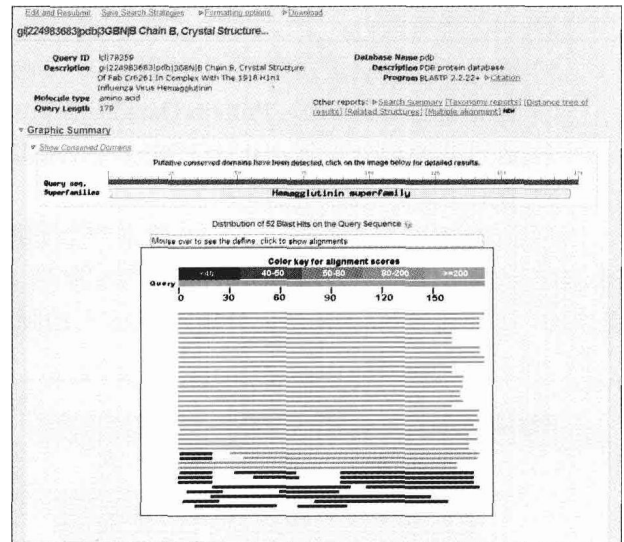 Edit and Resubmit Save Search Strategies ▶Formatting options ▶Download
gi|224983683|pdb|3GBN|B Chain B, Crystal Structure...
Query ID
Description gi|224983683|pdb|3GBN|B Chain B, Crystal Structure
Of Fab Cr6261 In Complex With The 1918 H1n1
Influenza Virus Hemagglutinin
Molecule type amino acid
Query Length 179
Database Name pdb
Description PDB protein database
Program BLASTP 2.2.22+ ▶Citation
Other reports: ▶Search Summary [Taxonomy reports] [Distance tree of
results] [Related Structures] [Multiple alignment] NEW
▼ Graphic Summary
▼ Show Conserved Domains
Putative conserved domains have been detected, click on the image below for detailed results.
Query seq.
Superfamilies Hemagglutinin superfamily
Distribution of 52 Blast Hits on the Query Sequence
Mouse over to see the defline, click to show alignments
Color key for alignment scores
<40 40-50 50-80 80-200 >=200
Query
0 30 60 90 120 150